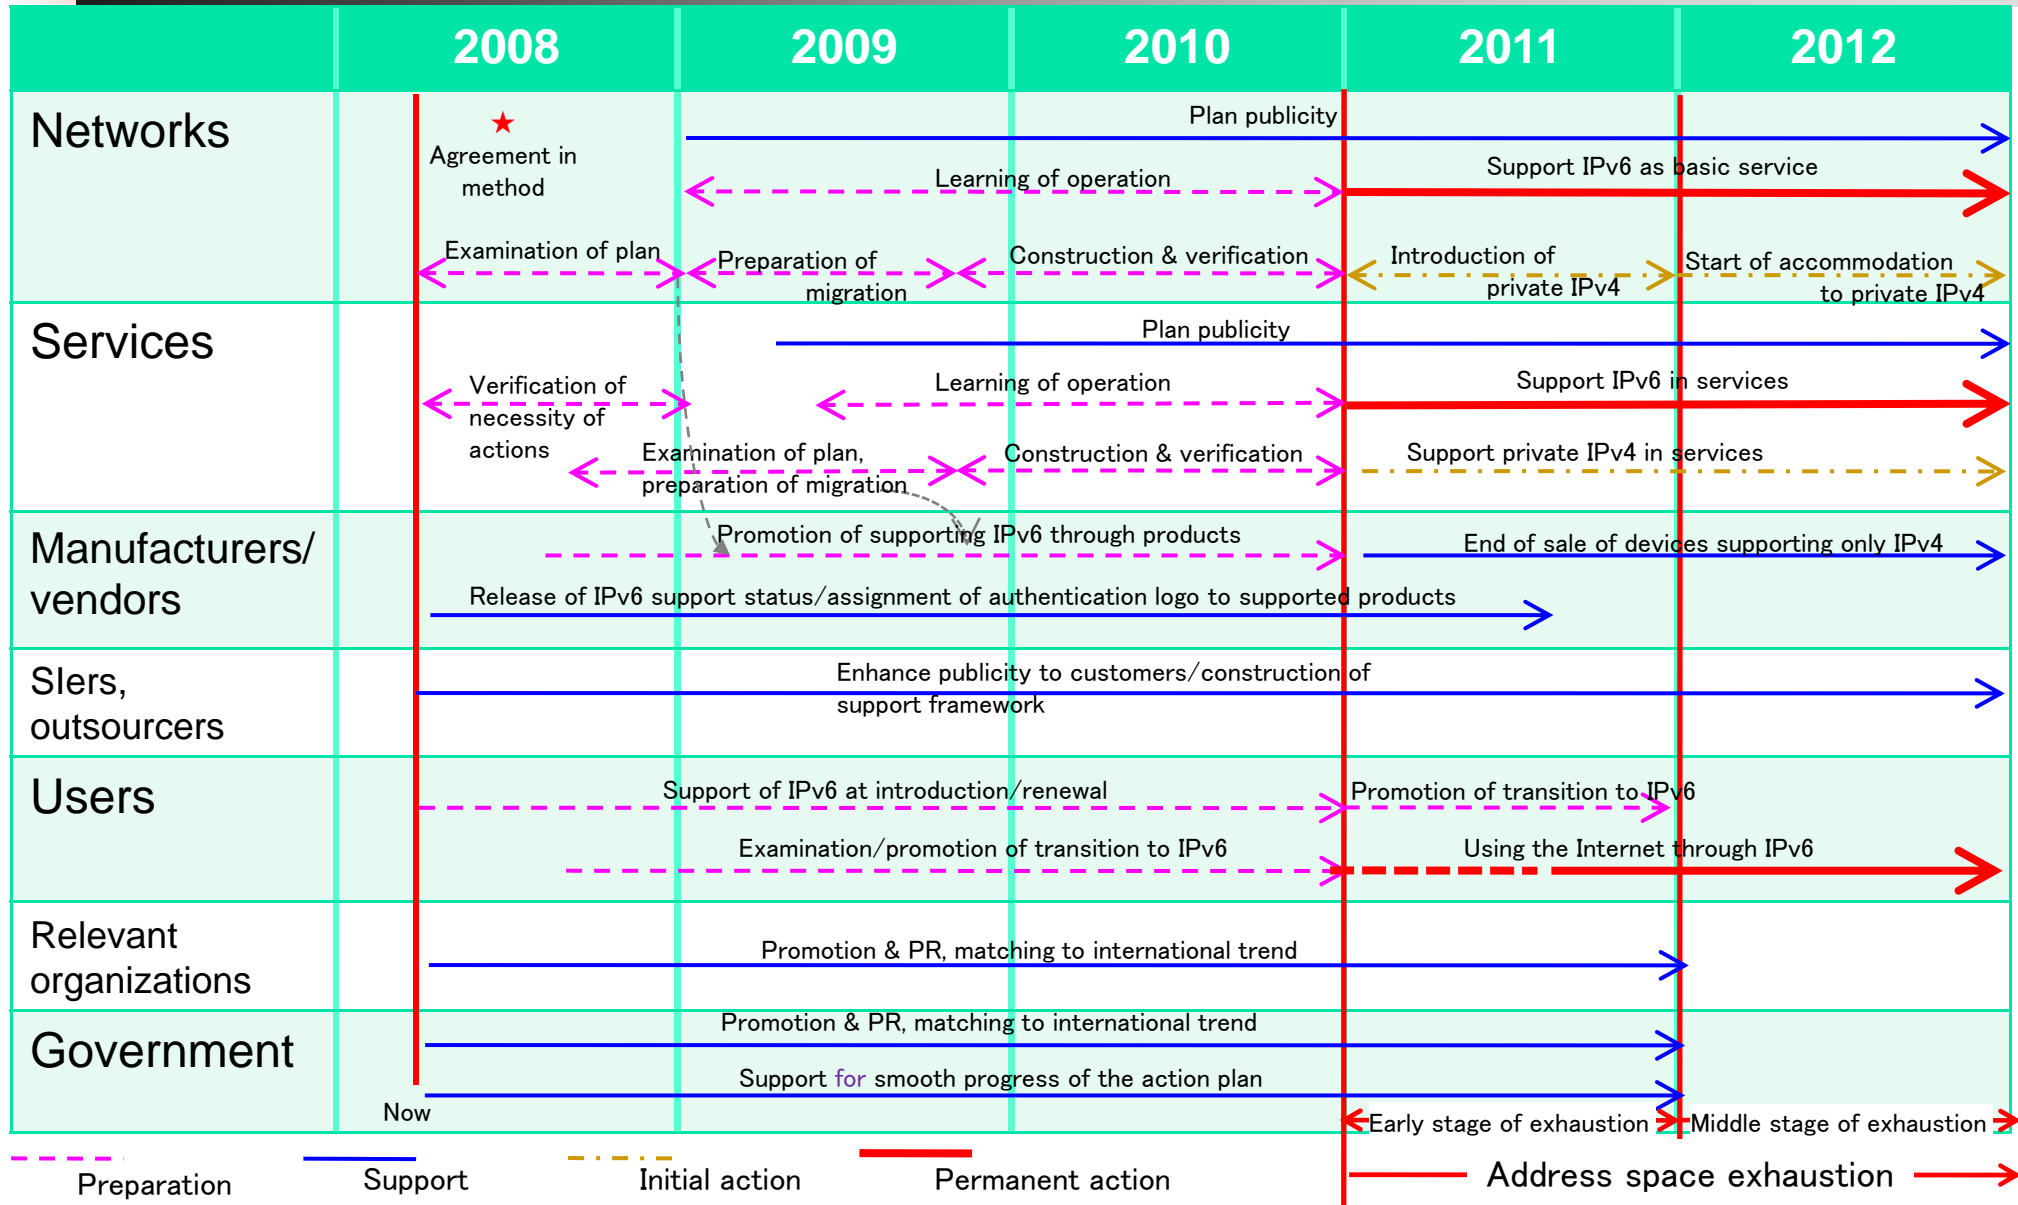 2008
2009
2010
2011
2012
Networks
Plan publicity
Agreement in
method
Learning of operation
Support IPv6 as basic service
Examination of plan
Preparation of
migration
Construction & verification
Introduction of
private IPv4
Start of accommodation
to private IPv4
Services
Plan publicity
Verification of
necessity of
actions
Learning of operation
Support IPv6 in services
Examination of plan,
preparation of migration
Construction & verification
Support private IPv4 in services
Manufacturers/
vendors
Promotion of supporting IPv6 through products
End of sale of devices supporting only IPv4
Release of IPv6 support status/assignment of authentication logo to supported products
SIers,
outsourcers
Enhance publicity to customers/construction of
support framework
Users
Support of IPv6 at introduction/renewal
Promotion of transition to IPv6
Examination/promotion of transition to IPv6
Using the Internet through IPv6
Relevant
organizations
Promotion & PR, matching to international trend
Government
Promotion & PR, matching to international trend
Support for smooth progress of the action plan
Now
Early stage of exhaustion
Middle stage of exhaustion
Preparation
Support
Initial action
Permanent action
Address space exhaustion